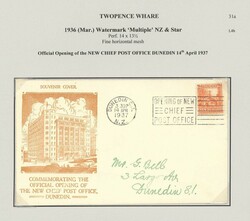 TWOPENCE WHARE
1936 (Mar.) Watermark 'Multiple' NZ & Star
Perf. 14 x 13½
Fine horizontal mesh
Official Opening of the NEW CHIEF POST OFFICE DUNEDIN 14th April 1937
SOUVENIR COVER
COMMEMORATING THE
OFFICIAL OPENING OF
THE NEW CHIEF POST OFFICE,
DUNEDIN
DUNEDIN
1937
N.Z.
OPENING OF NEW
CHIEF
POST OFFICE
Mr. G. Bell
Dunedin